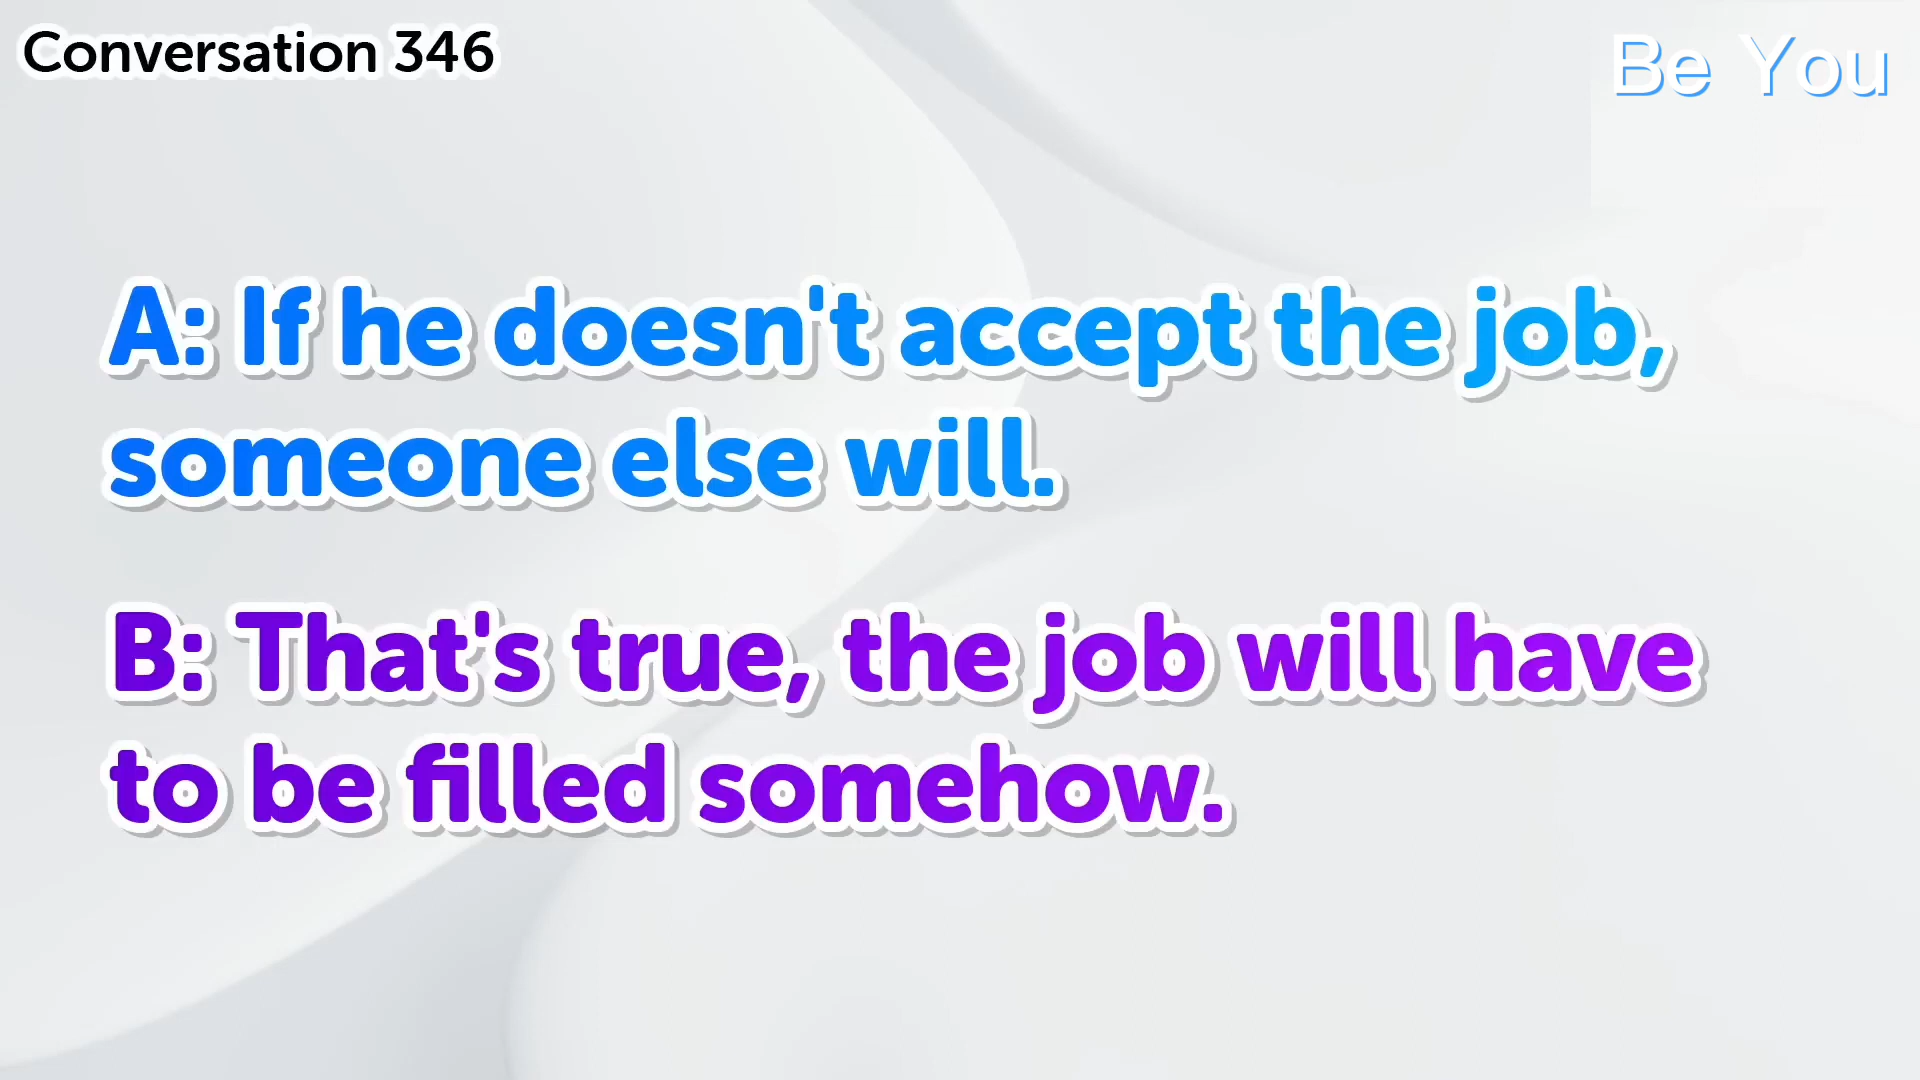 Conversation 346
Be You
A: If he doesn't accept the job,
someone else will.
B: That's true, the job will have
to be filled somehow.